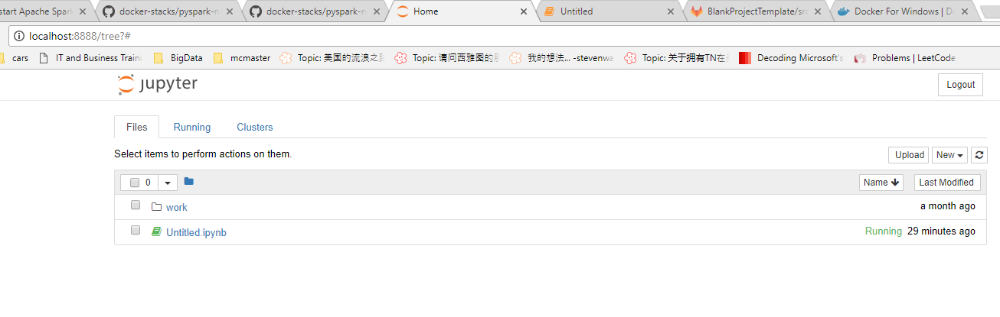 start Apache Spark
docker-stacks/pyspark-n
docker-stacks/pyspark-n
Home
Untitled
BlankProjectTemplate/src
Docker For Windows | D
localhost:8888/tree?#
cars
IT and Business Traini
BigData
mcmaster
Topic: 美国的流浪之
Topic: 请问西雅图的
我的想法... -stevenwa
Topic: 关于拥有TN在
Decoding Microsoft's
Problems | LeetCode
jupyter
Logout
Files
Running
Clusters
Select items to perform actions on them.
Upload
New
0
Name
Last Modified
work
a month ago
Untitled.ipynb
Running
29 minutes ago